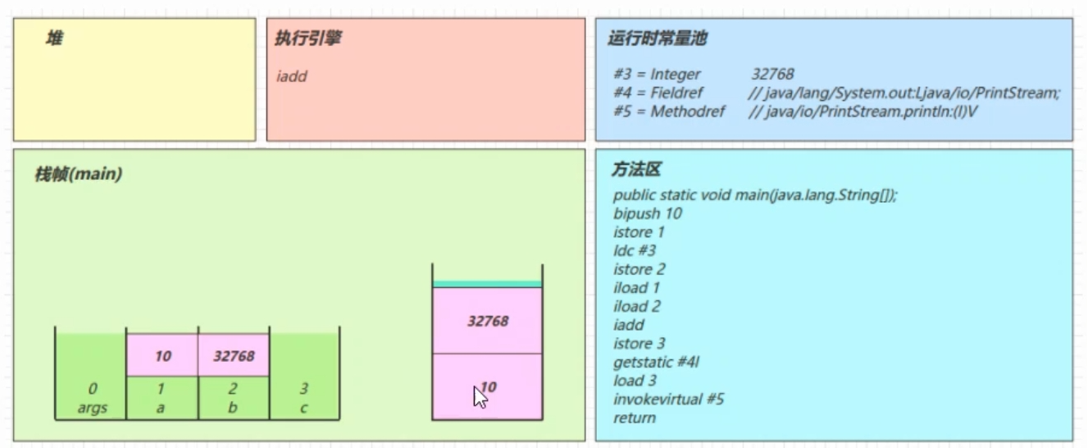 堆
执行引擎
iadd
运行时常量池
#3 = Integer 32768
#4 = Fieldref // java/lang/System.out:Ljava/io/PrintStream;
#5 = Methodref // java/io/PrintStream.println:(I)V
栈帧(main)
32768
10
10 32768
0 1 2 3
args a b c
方法区
public static void main(java.lang.String[]);
bipush 10
istore 1
ldc #3
istore 2
iload 1
iload 2
iadd
istore 3
getstatic #4I
load 3
invokevirtual #5
return